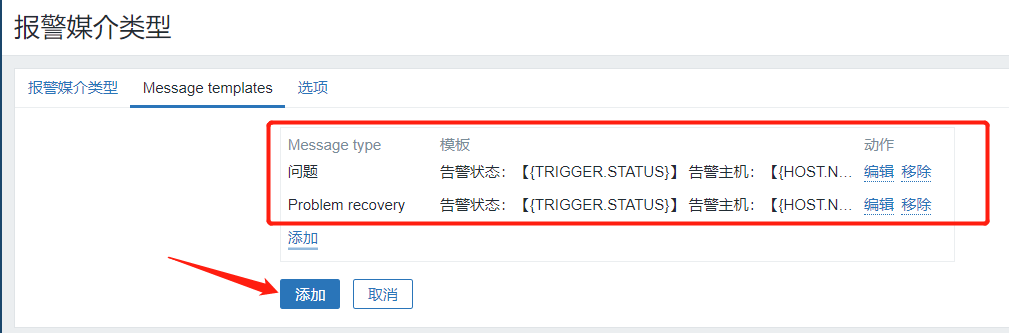 报警媒介类型
报警媒介类型 Message templates 选项
Message type 模板 动作
问题 告警状态：【{TRIGGER.STATUS}】 告警主机：【{HOST.N... 编辑 移除
Problem recovery 告警状态：【{TRIGGER.STATUS}】 告警主机：【{HOST.N... 编辑 移除
添加
添加 取消